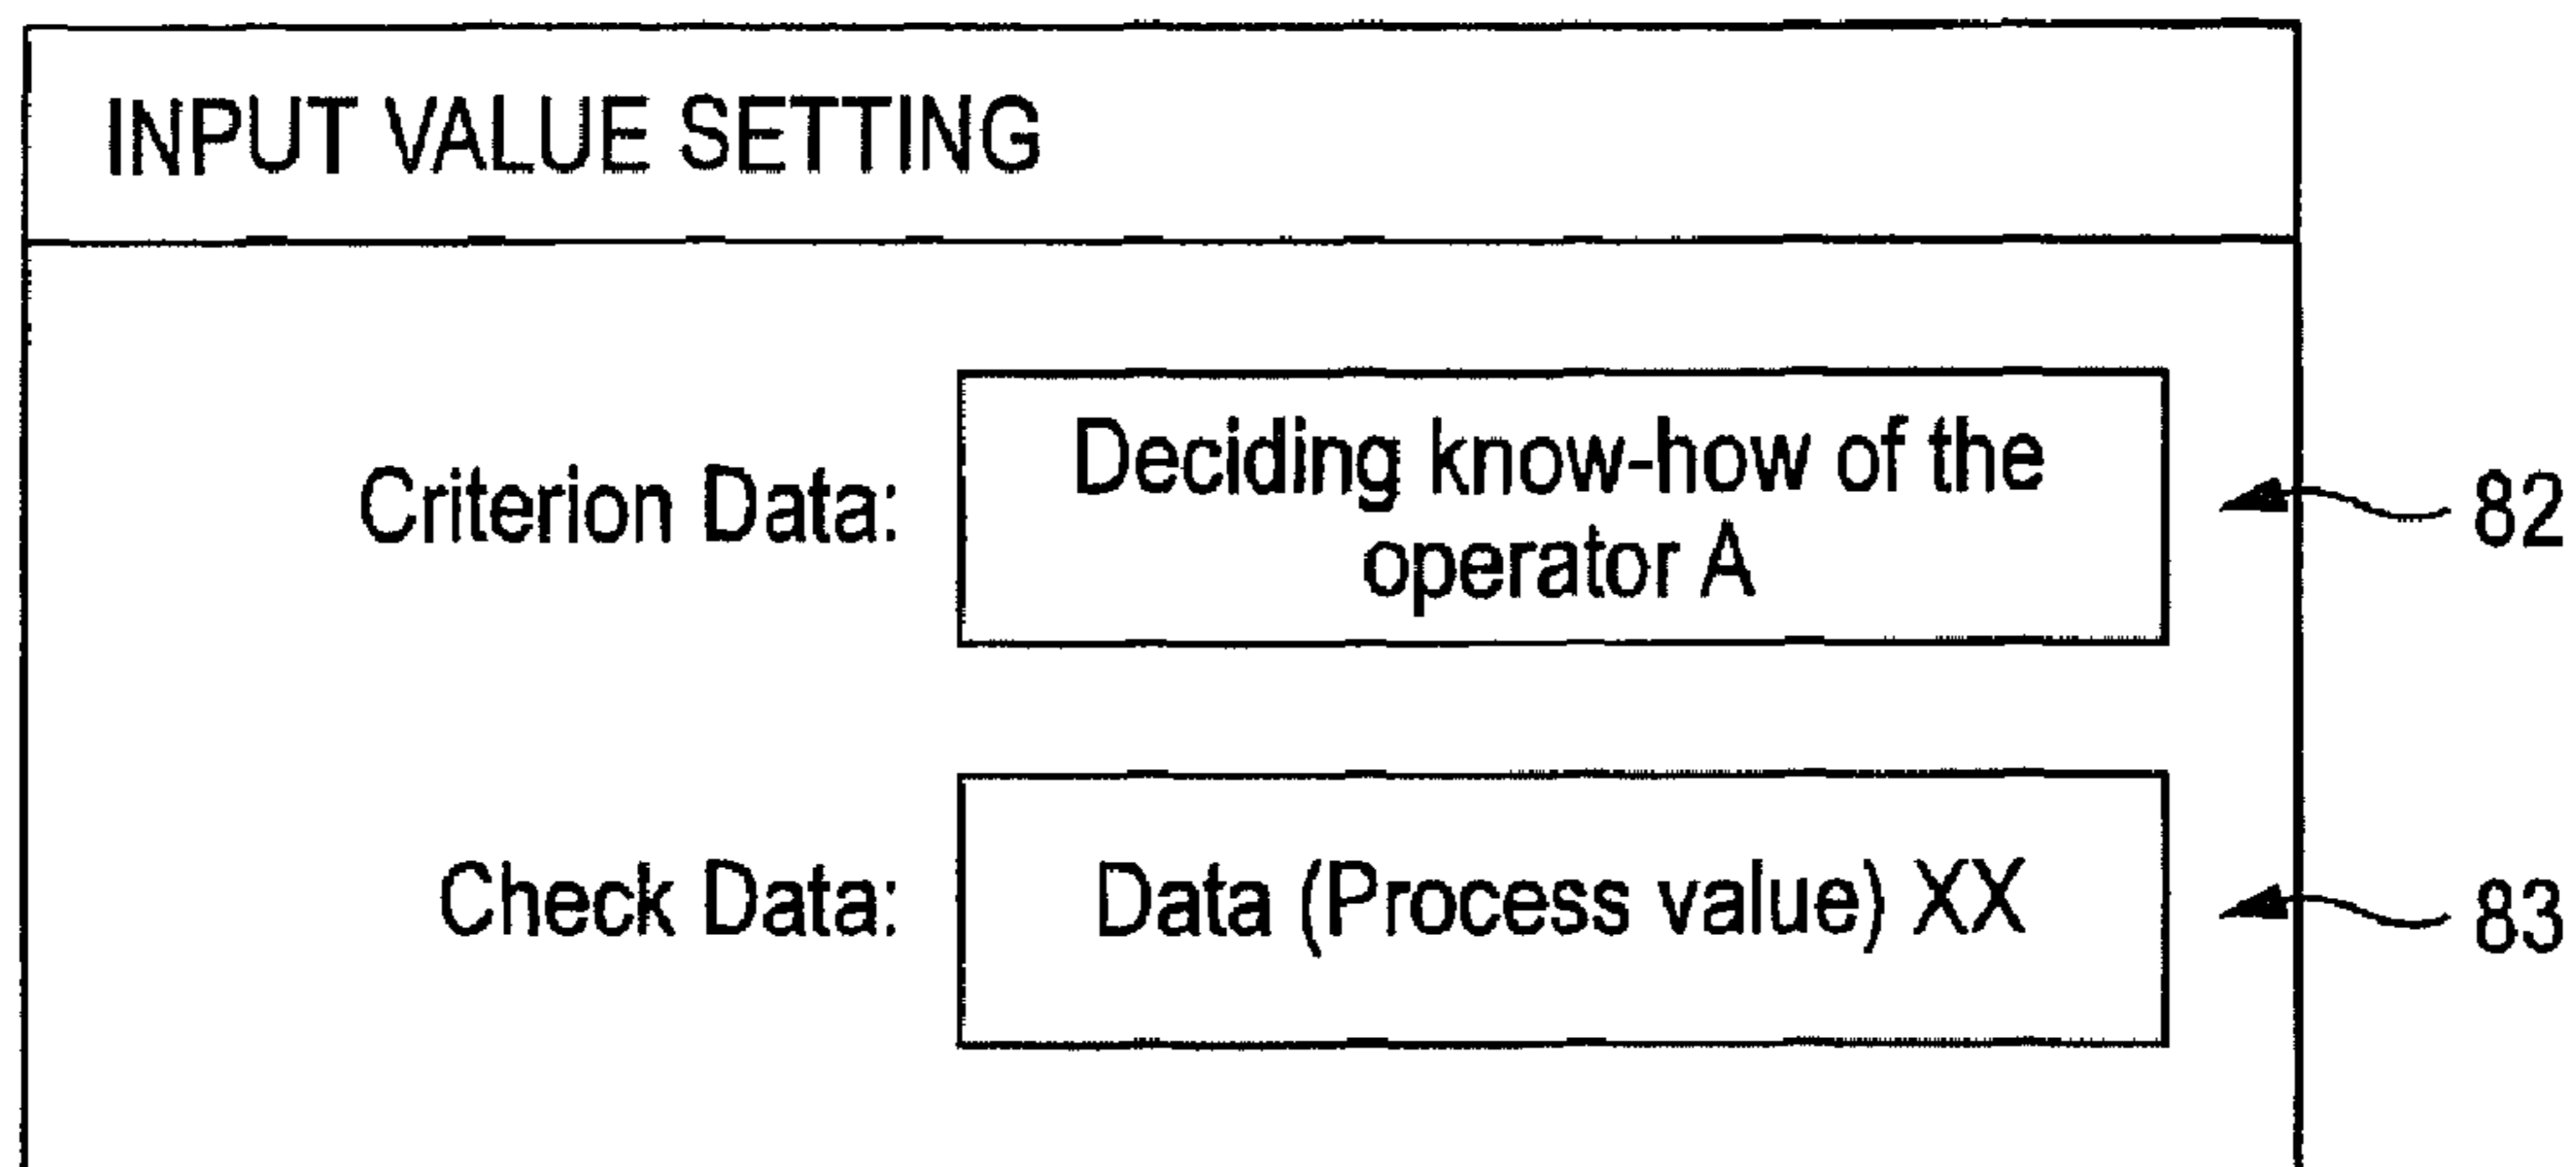 INPUT VALUE SETTING
Criterion Data:
Deciding know-how of the
operator A
82
Check Data:
Data (Process value) XX
83